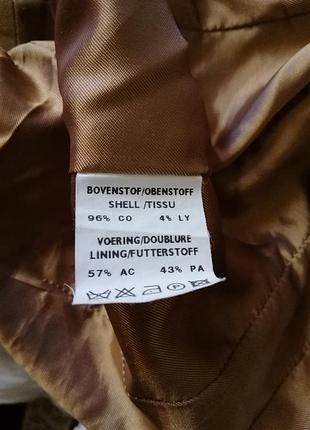 BOVENSTOF/OBENSTOFF
SHELL /TISSU
96% CO 4% LY
VOERING/DOUBLURE
LINING/FUTTERSTOFF
57% AC 43% PA